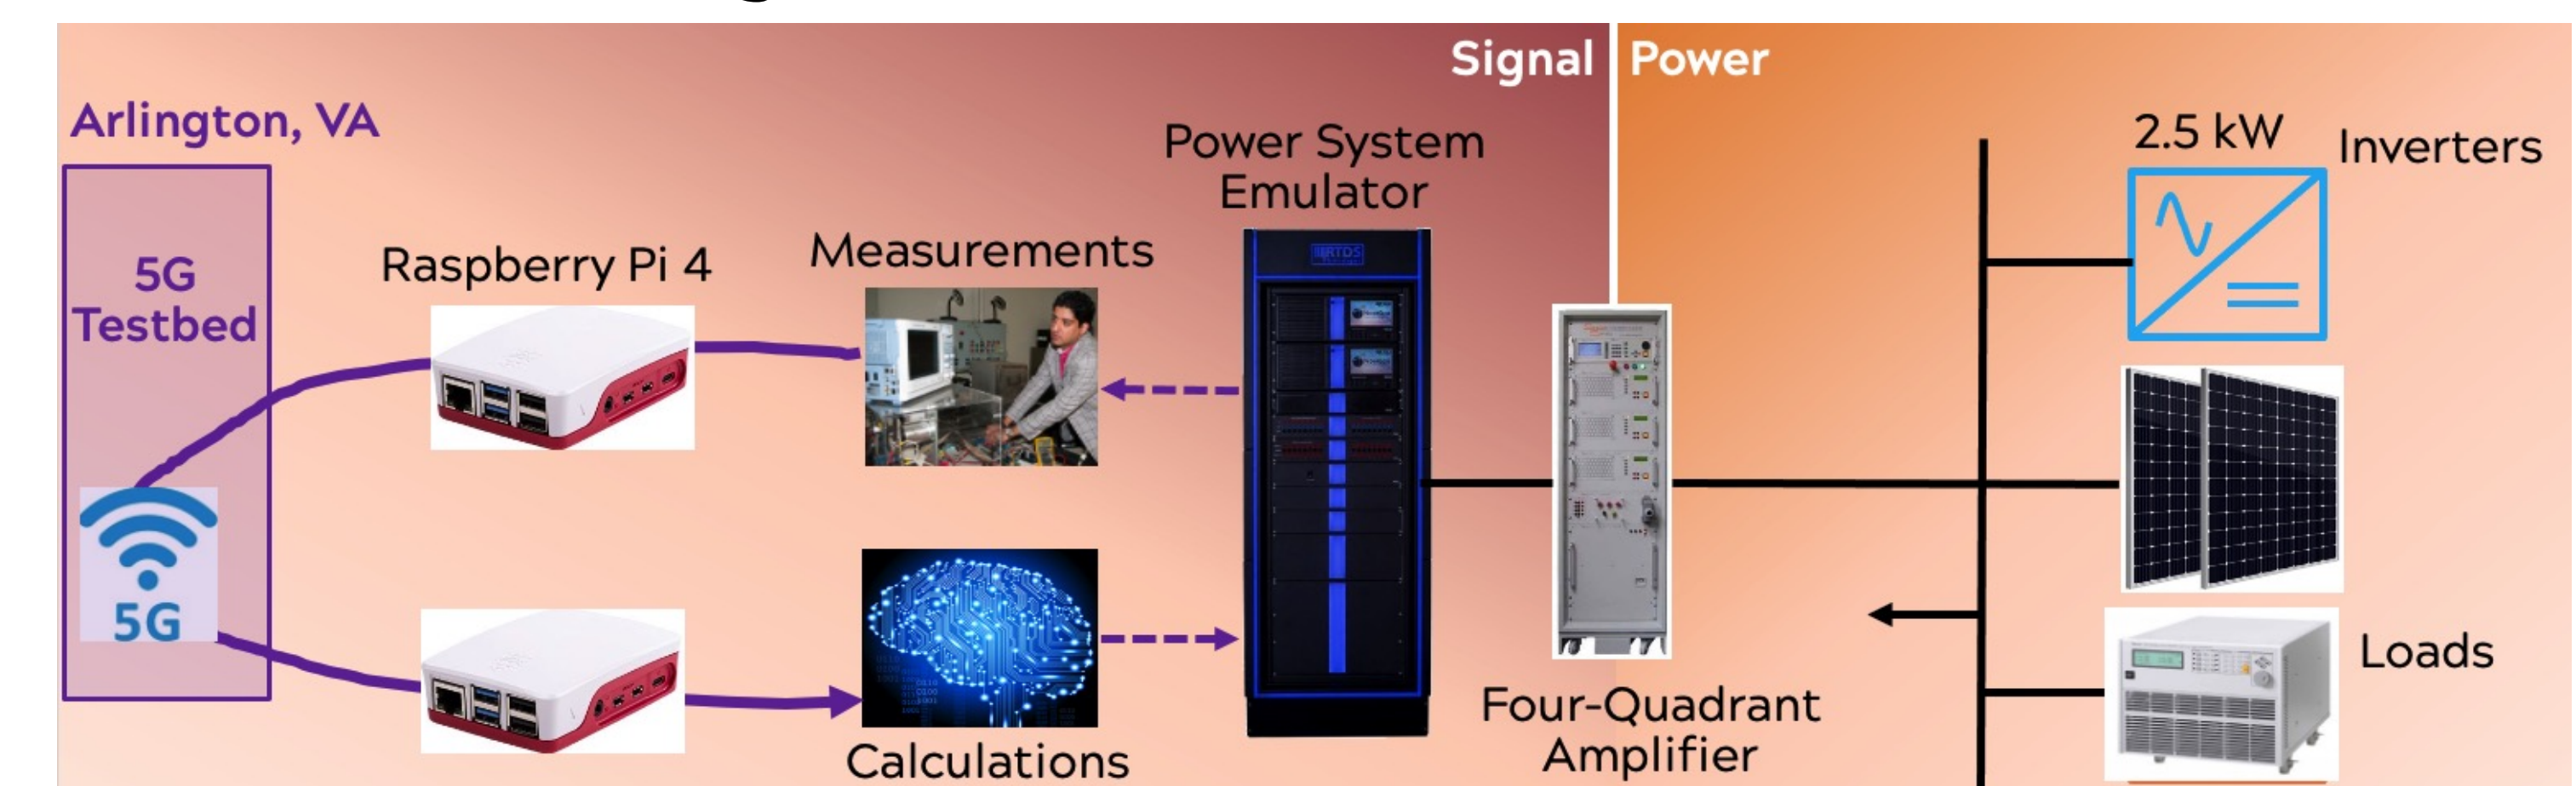 Signal
Power
Arlington, VA
5G
Testbed
5G
Raspberry Pi 4
Measurements
Calculations
Power System
Emulator
RTDS
Four-Quadrant
Amplifier
2.5 kW
Inverters
Loads